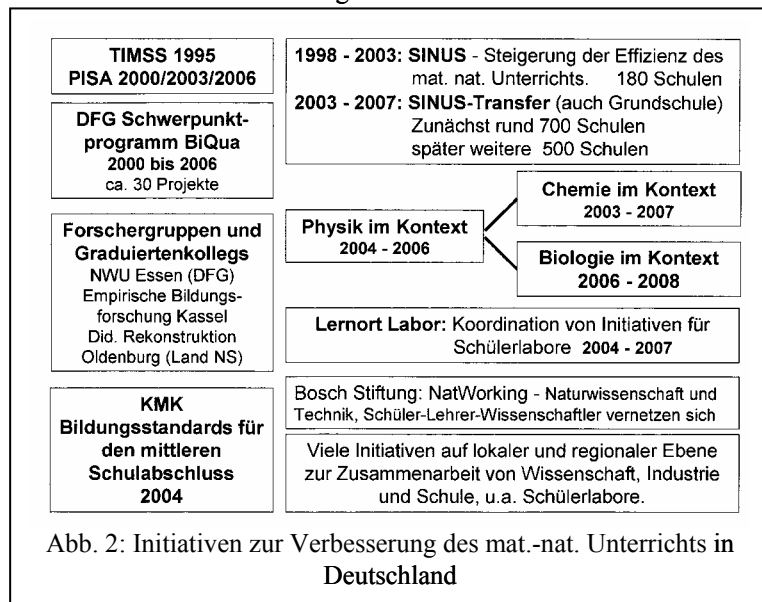 TIMSS 1995
PISA 2000/2003/2006
DFG Schwerpunkt-
programm BiQua
2000 bis 2006
ca. 30 Projekte
Forschergruppen und
Graduiertenkollegs
NWU Essen (DFG)
Empirische Bildungs-
forschung Kassel
Did. Rekonstruktion
Oldenburg (Land NS)
KMK
Bildungsstandards für
den mittleren
Schulabschluss
2004
1998 - 2003: SINUS - Steigerung der Effizienz des
mat. nat. Unterrichts. 180 Schulen
2003 - 2007: SINUS-Transfer (auch Grundschule)
Zunächst rund 700 Schulen
später weitere 500 Schulen
Physik im Kontext
2004 - 2006
Chemie im Kontext
2003 - 2007
Biologie im Kontext
2006 - 2008
Lernort Labor: Koordination von Initiativen für
Schülerlabore 2004 - 2007
Bosch Stiftung: NatWorking - Naturwissenschaft und
Technik, Schüler-Lehrer-Wissenschaftler vernetzen sich
Viele Initiativen auf lokaler und regionaler Ebene
zur Zusammenarbeit von Wissenschaft, Industrie
und Schule, u.a. Schülerlabore.
Abb. 2: Initiativen zur Verbesserung des mat.-nat. Unterrichts in
Deutschland